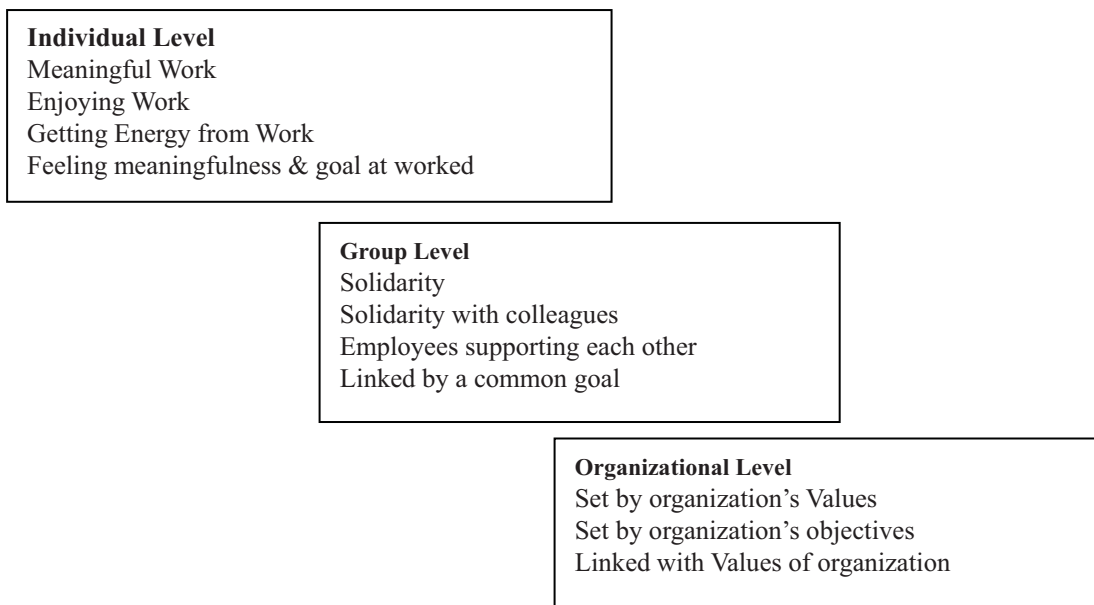 Individual Level
Meaningful Work
Enjoying Work
Getting Energy from Work
Feeling meaningfulness & goal at worked
Group Level
Solidarity
Solidarity with colleagues
Employees supporting each other
Linked by a common goal
Organizational Level
Set by organization’s Values
Set by organization’s objectives
Linked with Values of organization